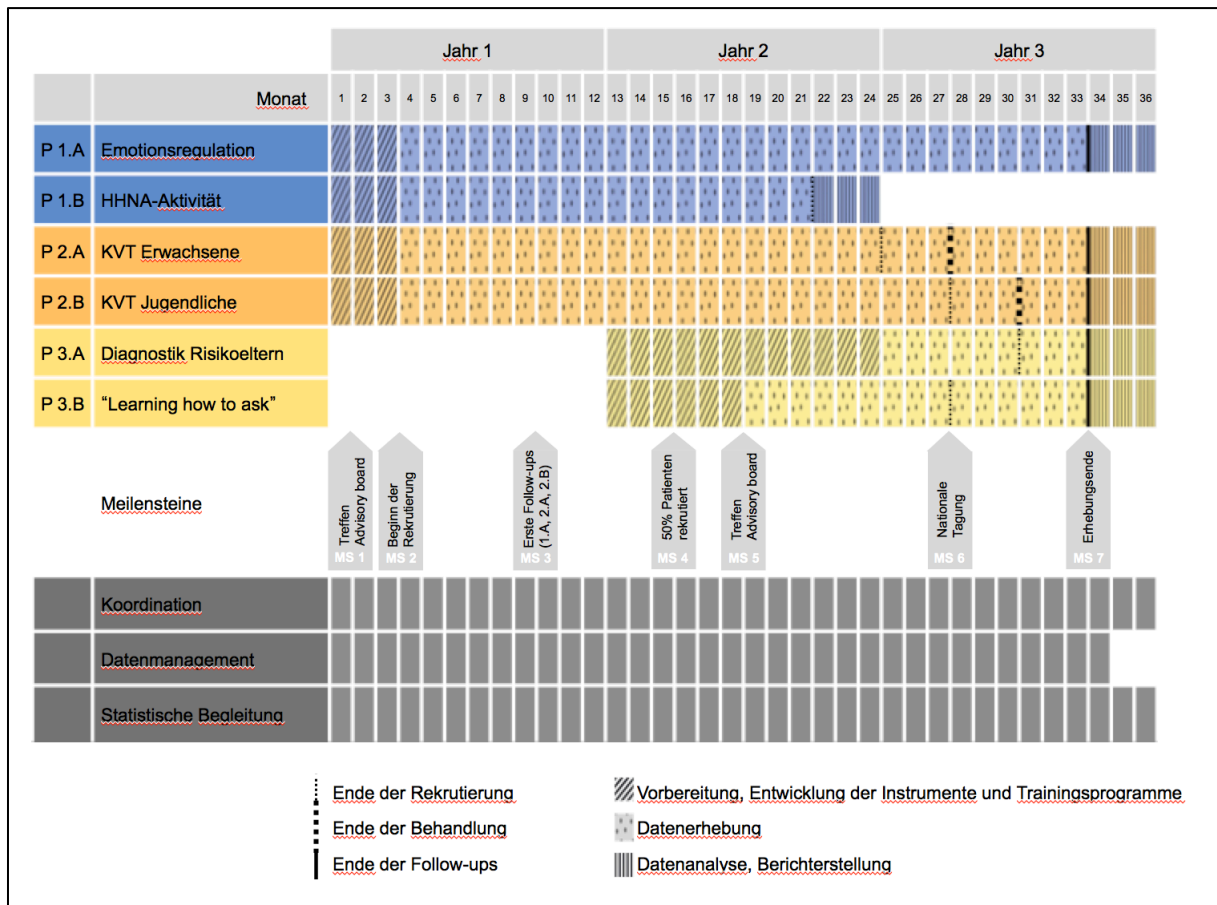 Jahr 1 Jahr 2 Jahr 3
Monat 1 2 3 4 5 6 7 8 9 10 11 12 13 14 15 16 17 18 19 20 21 22 23 24 25 26 27 28 29 30 31 32 33 34 35 36
P 1.A Emotionsregulation
P 1.B HHNA-Aktivität
P 2.A KVT Erwachsene
P 2.B KVT Jugendliche
P 3.A Diagnostik Risikoeltern
P 3.B “Learning how to ask”
Meilensteine
Treffen
Advisory board
MS 1
Beginn der
Rekrutierung
MS 2
Erste Follow-ups
(1.A, 2.A, 2.B)
MS 3
50% Patienten
rekrutiert
MS 4
Treffen
Advisory board
MS 5
Nationale
Tagung
MS 6
Erhebungsende
MS 7
Koordination
Datenmanagement
Statistische Begleitung
Ende der Rekrutierung
Ende der Behandlung
Ende der Follow-ups
Vorbereitung, Entwicklung der Instrumente und Trainingsprogramme
Datenerhebung
Datenanalyse, Berichterstellung